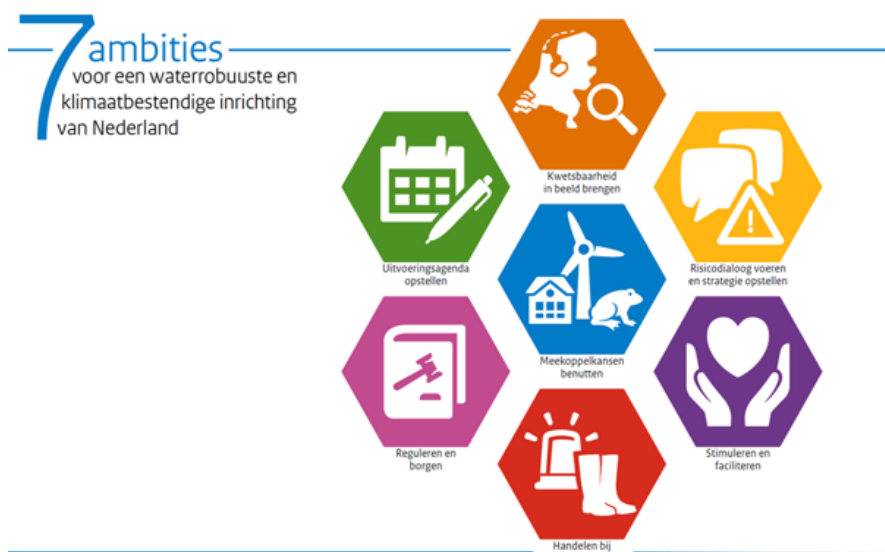 7 ambities
voor een waterrobuuste en
klimaatbestendige inrichting
van Nederland
Kwetsbaarheid
in beeld brengen
Uitvoeringsagenda
opstellen
Risicodialoog voeren
en strategie opstellen
Meekoppelkansen
benutten
Reguleren en
borgen
Stimuleren en
faciliteren
Handelen bij